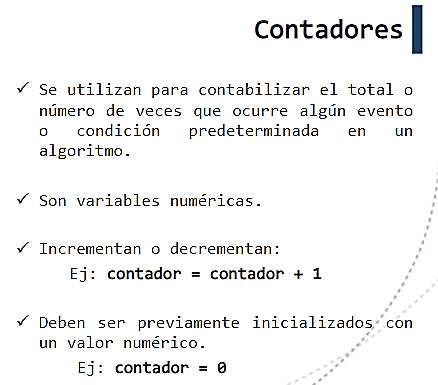 Contadores
✓ Se utilizan para contabilizar el total o
número de veces que ocurre algún evento
o condición predeterminada en un
algoritmo.
✓ Son variables numéricas.
✓ Incrementan o decrementan:
Ej: contador = contador + 1
✓ Deben ser previamente inicializados con
un valor numérico.
Ej: contador = 0